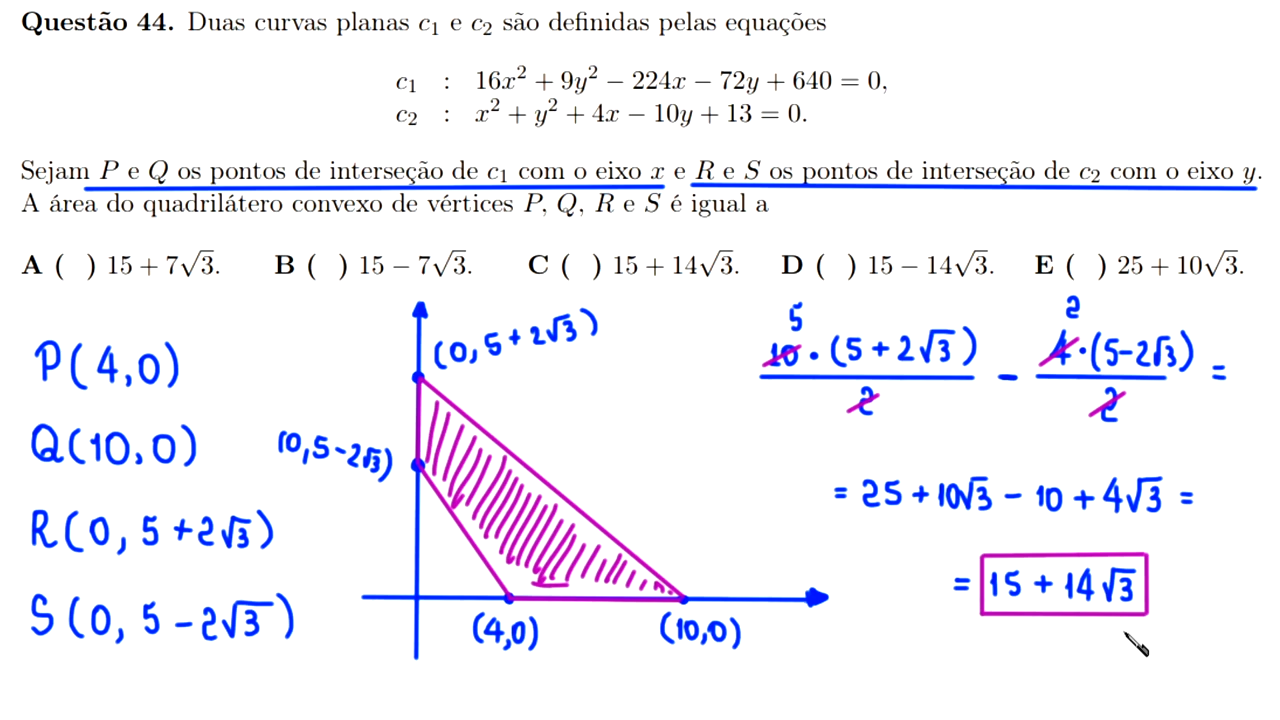 Questão 44. Duas curvas planas c₁ e c₂ são definidas pelas equações
c₁ : 16x² + 9y² − 224x − 72y + 640 = 0,
c₂ : x² + y² + 4x − 10y + 13 = 0.
Sejam P e Q os pontos de interseção de c₁ com o eixo x e R e S os pontos de interseção de c₂ com o eixo y.
A área do quadrilátero convexo de vértices P, Q, R e S é igual a
A ( ) 15 + 7√3. B ( ) 15 − 7√3. C ( ) 15 + 14√3. D ( ) 15 − 14√3. E ( ) 25 + 10√3.
P(4,0)
Q(10,0)
R(0, 5+2√3)
S(0, 5−2√3)
(0, 5+2√3)
(0,5-2√3)
(4,0)
(10,0)
5 2
10·(5+2√3) / 2 − 4·(5-2√3) / 2 =
= 25 + 10√3 − 10 + 4√3 =
= 15 + 14√3